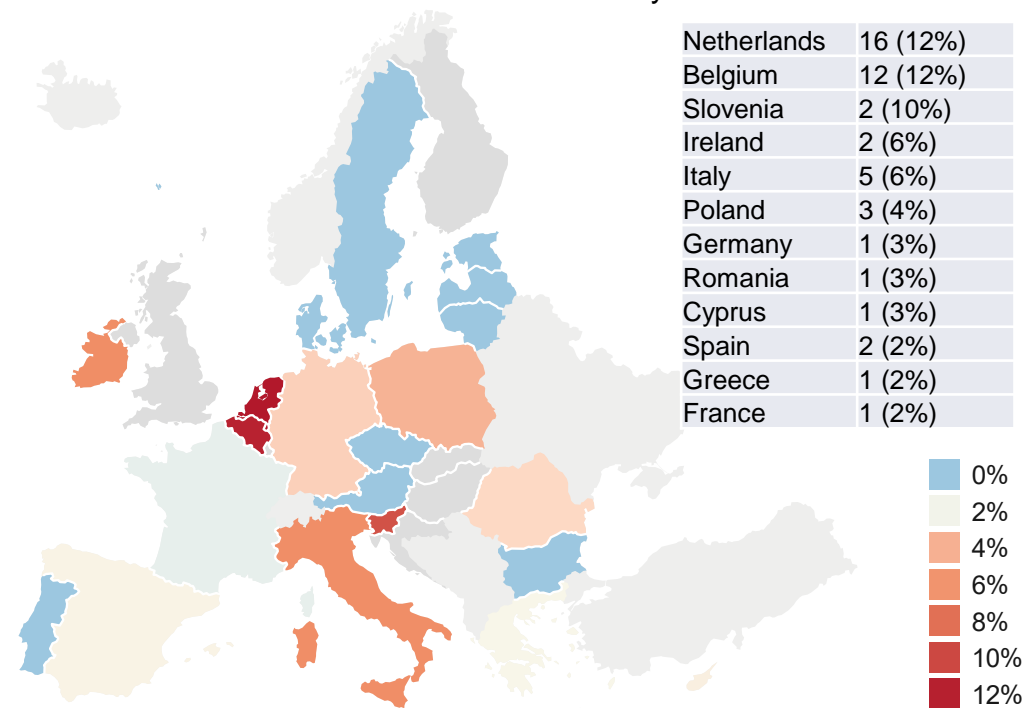 Netherlands 16 (12%)
Belgium 12 (12%)
Slovenia 2 (10%)
Ireland 2 (6%)
Italy 5 (6%)
Poland 3 (4%)
Germany 1 (3%)
Romania 1 (3%)
Cyprus 1 (3%)
Spain 2 (2%)
Greece 1 (2%)
France 1 (2%)
0%
2%
4%
6%
8%
10%
12%